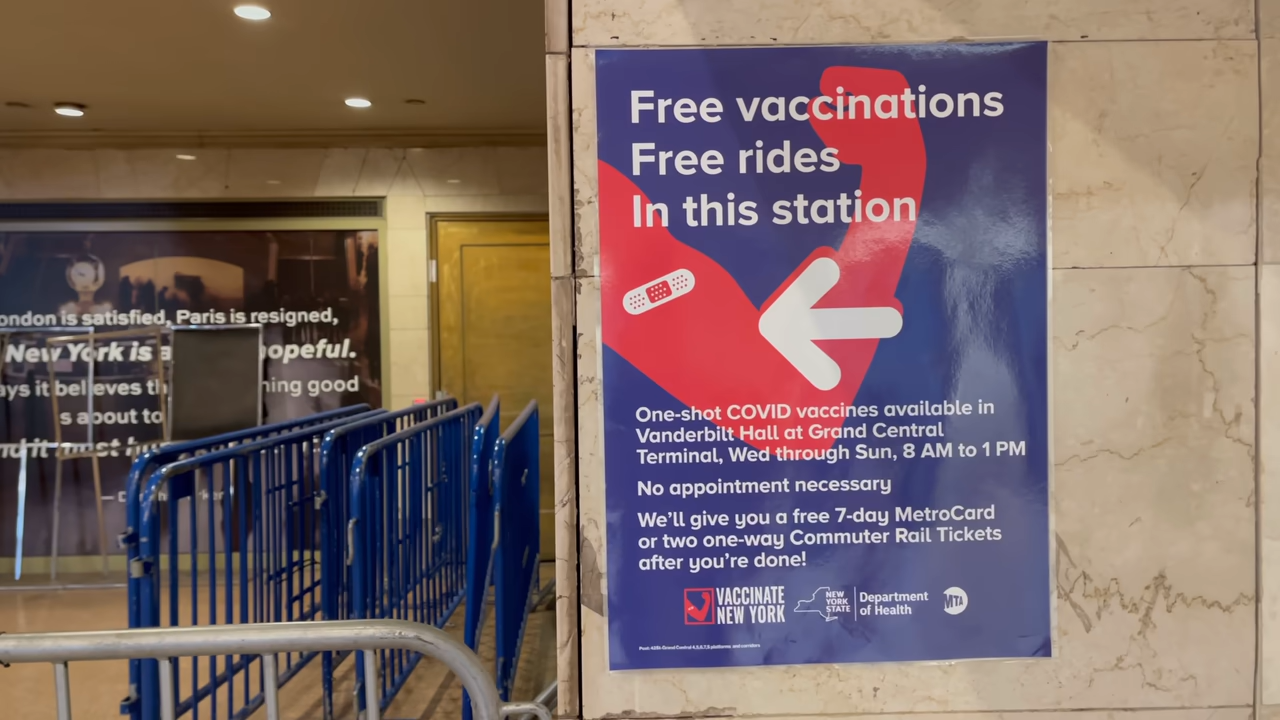 Free vaccinations
Free rides
In this station
One-shot COVID vaccines available in
Vanderbilt Hall at Grand Central
Terminal, Wed through Sun, 8 AM to 1 PM
No appointment necessary
We'll give you a free 7-day MetroCard
or two one-way Commuter Rail Tickets
after you're done!
VACCINATE
NEW YORK
NEW
YORK
STATE
Department
of Health
MTA
ondon is satisfied, Paris is resigned,
New York is a opeful.
ays it believes th ing good
s about to